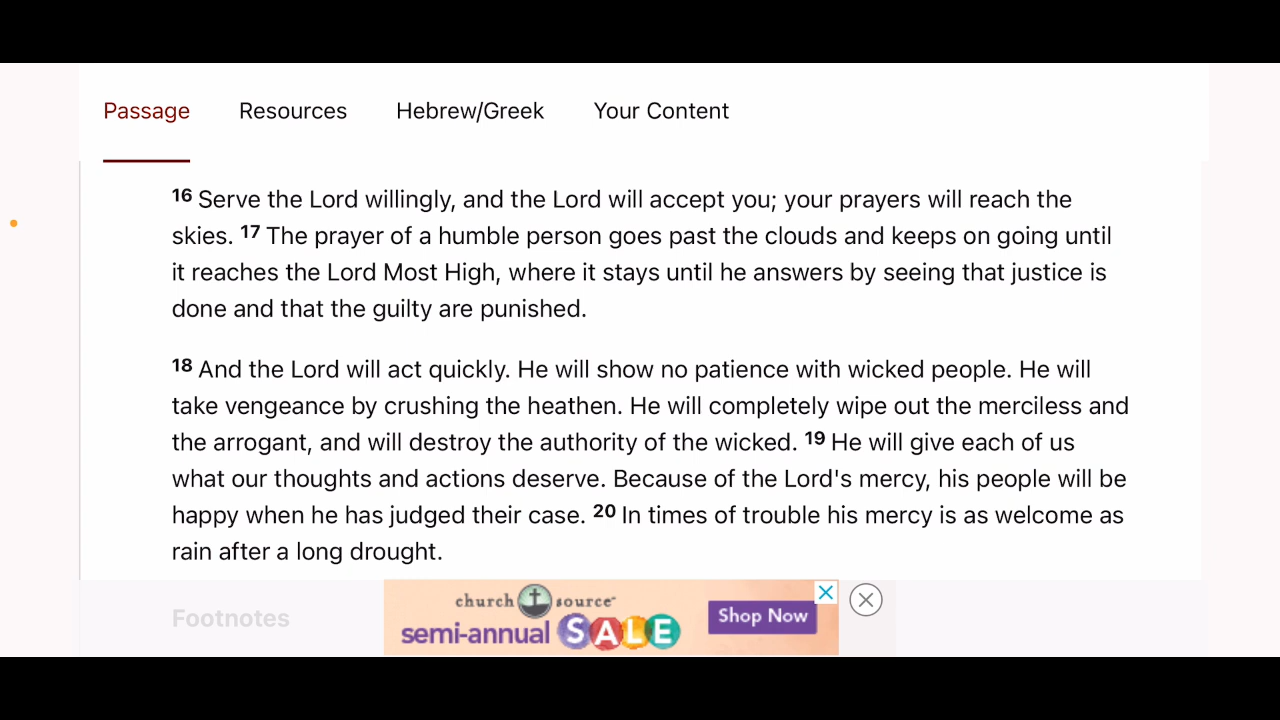 Passage Resources Hebrew/Greek Your Content
16 Serve the Lord willingly, and the Lord will accept you; your prayers will reach the
skies. 17 The prayer of a humble person goes past the clouds and keeps on going until
it reaches the Lord Most High, where it stays until he answers by seeing that justice is
done and that the guilty are punished.
18 And the Lord will act quickly. He will show no patience with wicked people. He will
take vengeance by crushing the heathen. He will completely wipe out the merciless and
the arrogant, and will destroy the authority of the wicked. 19 He will give each of us
what our thoughts and actions deserve. Because of the Lord's mercy, his people will be
happy when he has judged their case. 20 In times of trouble his mercy is as welcome as
rain after a long drought.
Footnotes
church source
semi-annual SALE
Shop Now